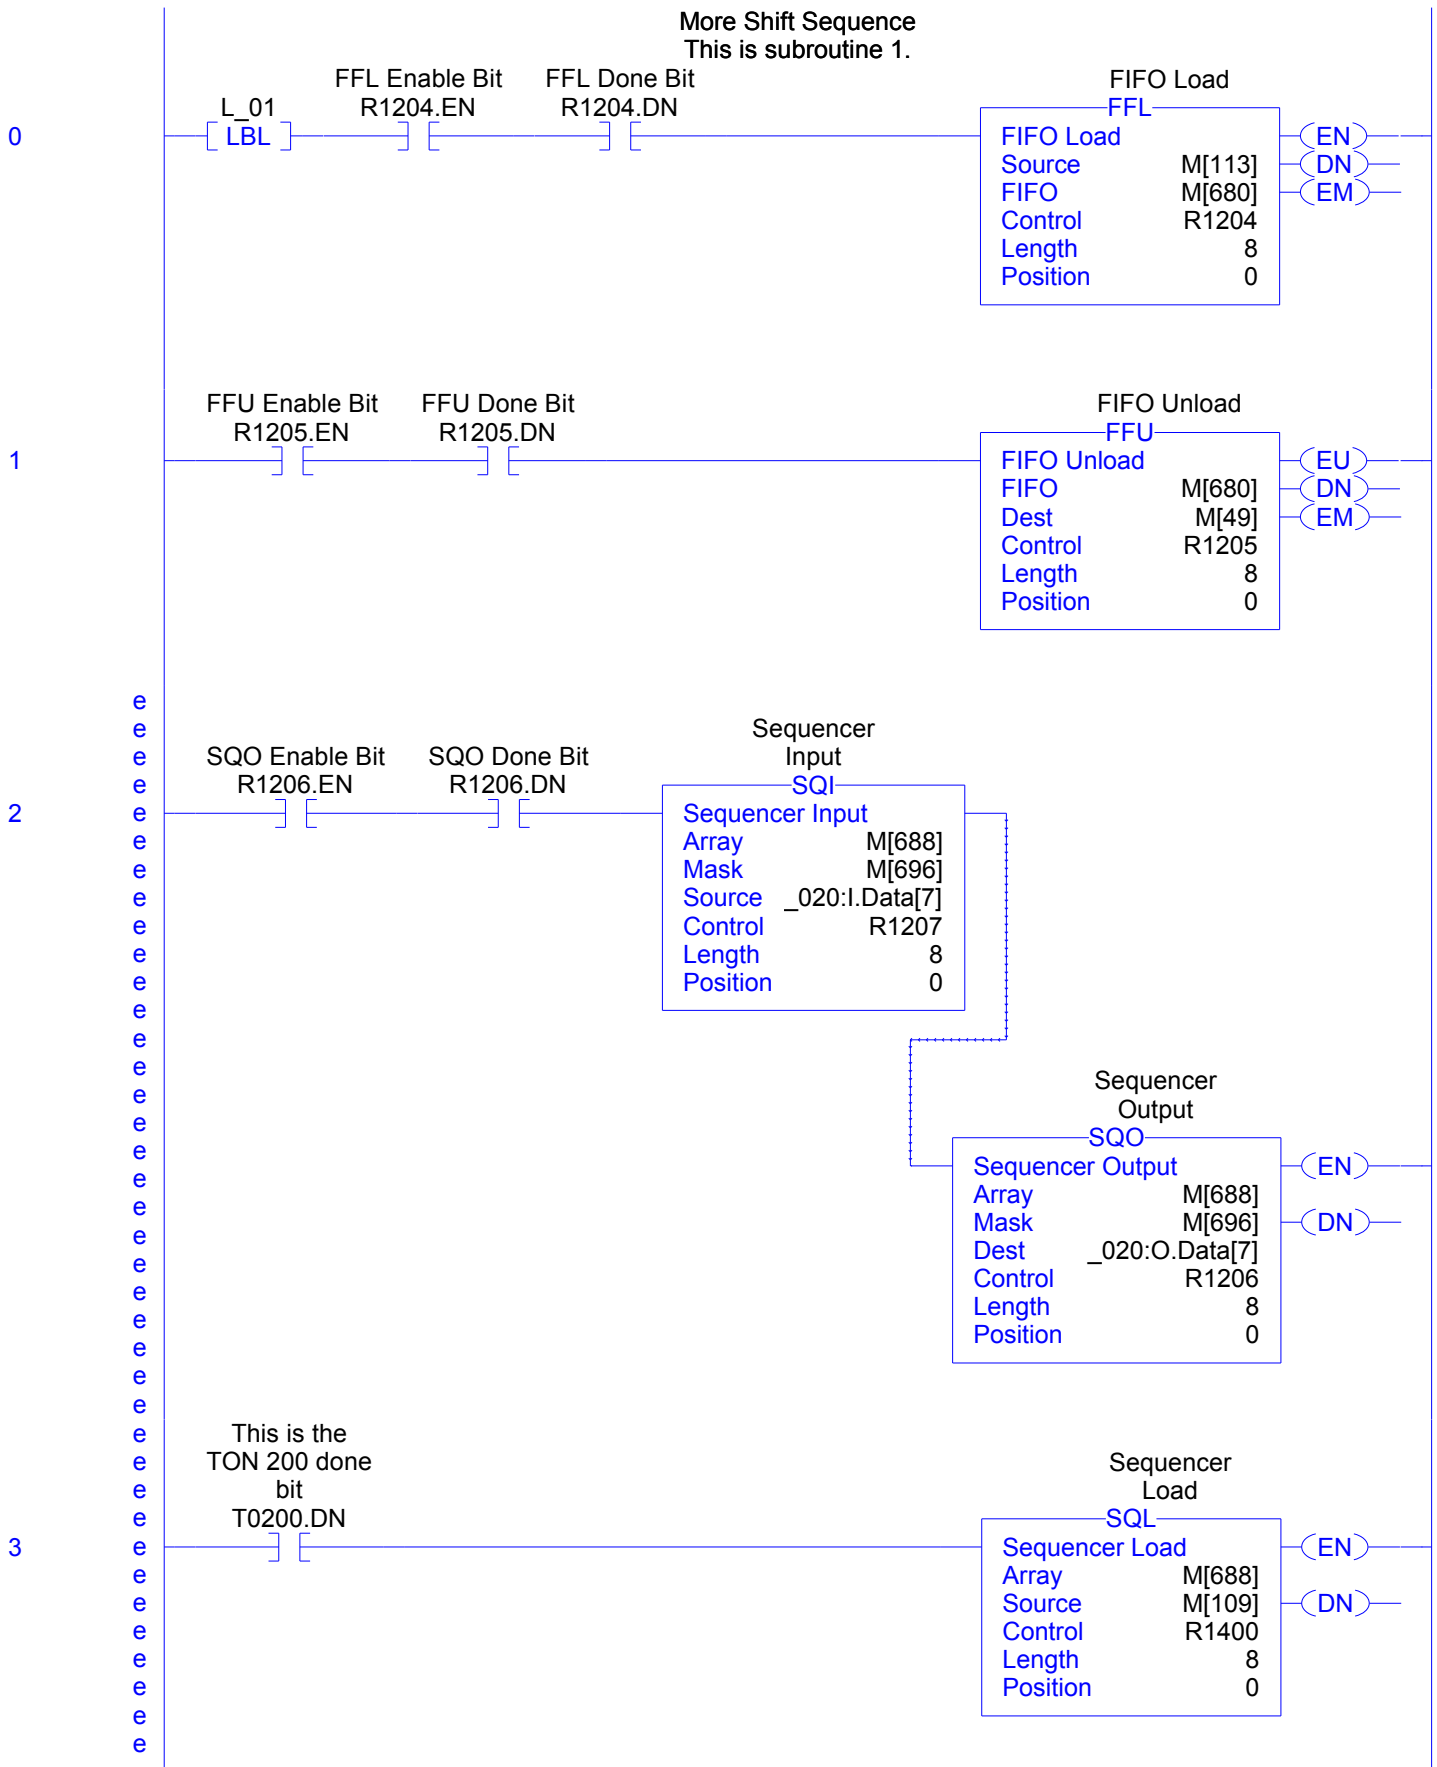 More Shift Sequence
This is subroutine 1.
FFL Enable Bit FFL Done Bit FIFO Load
L_01 R1204.EN R1204.DN FFL
0 LBL FIFO Load EN
Source M[113] DN
FIFO M[680] EM
Control R1204
Length 8
Position 0
FFU Enable Bit FFU Done Bit FIFO Unload
R1205.EN R1205.DN FFU
1 FIFO Unload EU
FIFO M[680] DN
Dest M[49] EM
Control R1205
Length 8
Position 0
e
e Sequencer
e SQO Enable Bit SQO Done Bit Input
e R1206.EN R1206.DN SQI
2 e Sequencer Input
e Array M[688]
e Mask M[696]
e Source _020:I.Data[7]
e Control R1207
e Length 8
e Position 0
e
e
e
e Sequencer
e Output
e SQO
e Sequencer Output EN
e Array M[688]
e Mask M[696] DN
e Dest _020:O.Data[7]
e Control R1206
e Length 8
e Position 0
e
e
e This is the
e TON 200 done Sequencer
e bit Load
e T0200.DN SQL
3 e Sequencer Load EN
e Array M[688]
e Source M[109] DN
e Control R1400
e Length 8
e Position 0
e
e